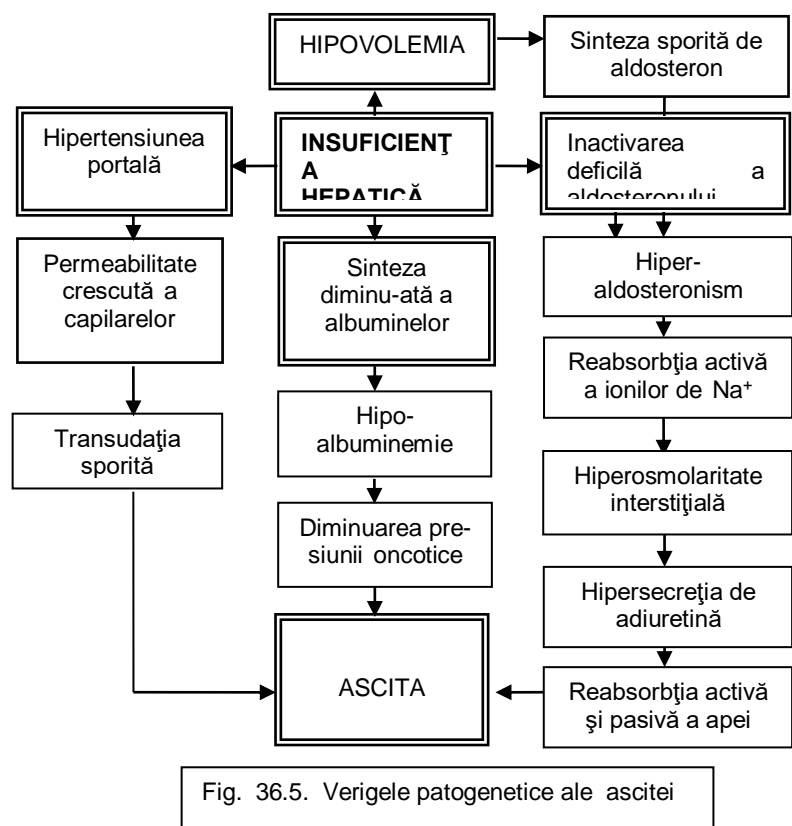 HIPOVOLEMIA
Sinteza sporită de
aldosteron
Hipertensiunea
portală
INSUFICIENŢ
A
HEPATICĂ
Inactivarea
deficilă a
aldosteronului
Permeabilitate
crescută a
capilarelor
Sinteza
diminu-ată a
albuminelor
Hiper-
aldosteronism
Reabsorbţia activă
a ionilor de Na⁺
Transudaţia
sporită
Hipo-
albuminemie
Hiperosmolaritate
interstiţială
Diminuarea pre-
siunii oncotice
Hipersecreţia de
adiuretină
ASCITA
Reabsorbţia activă
şi pasivă a apei
Fig. 36.5. Verigele patogenetice ale ascitei